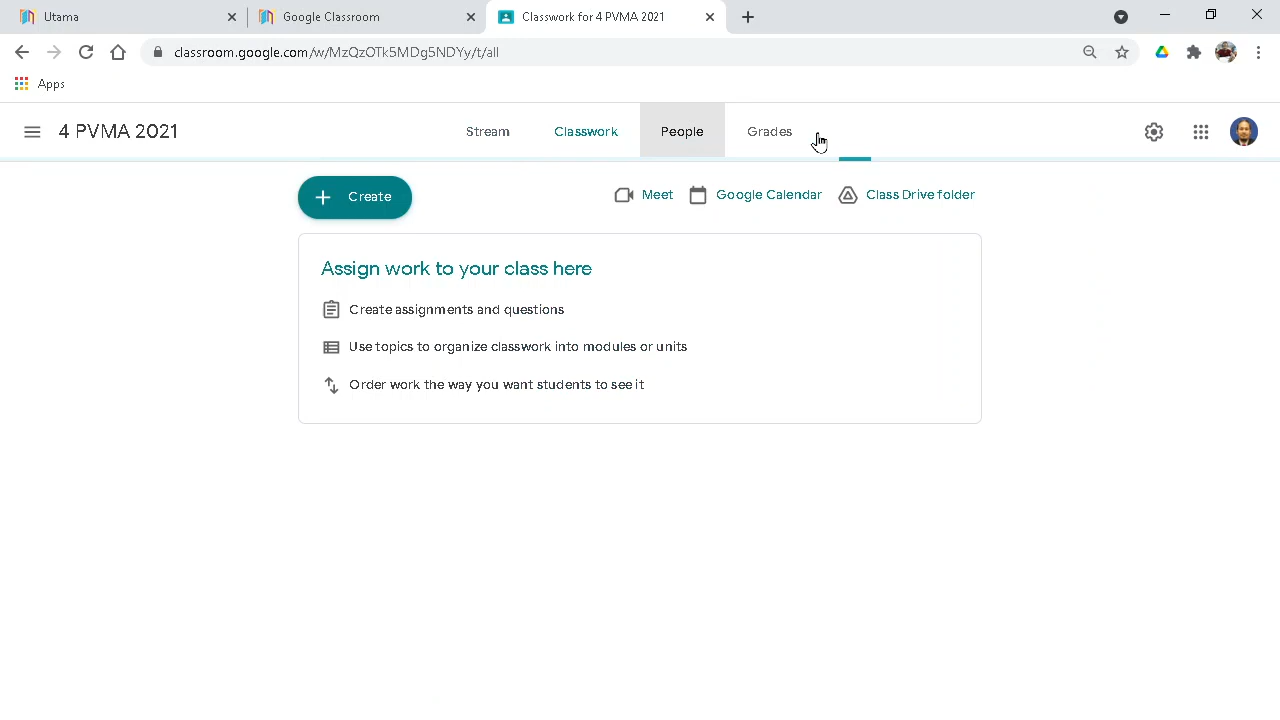 Utama
Google Classroom
Classwork for 4 PVMA 2021
classroom.google.com/w/MzQzOTk5MDg5NDYy/t/all
Apps
4 PVMA 2021
Stream
Classwork
People
Grades
Create
Meet
Google Calendar
Class Drive folder
Assign work to your class here
Create assignments and questions
Use topics to organize classwork into modules or units
Order work the way you want students to see it